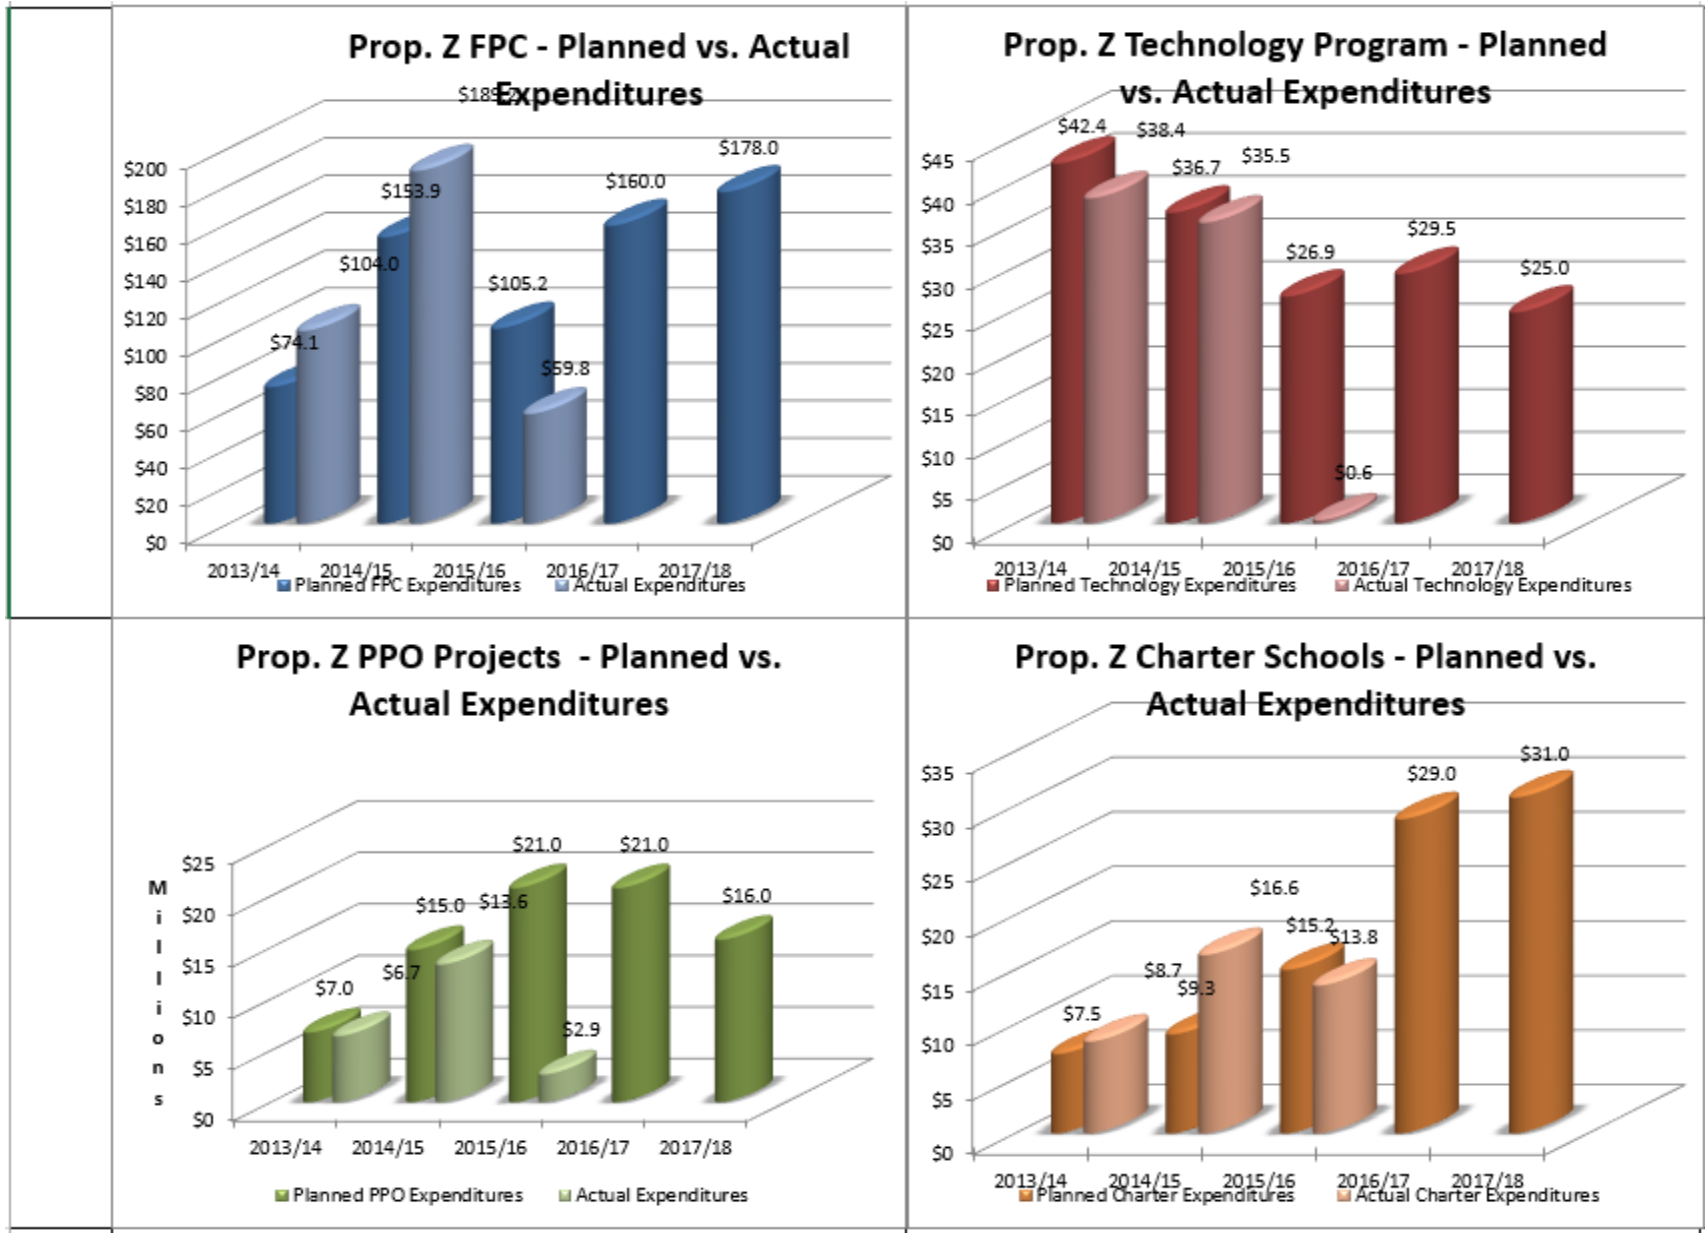 Prop. Z FPC - Planned vs. Actual
Expenditures
$153.9
$178.0
$160.0
$104.0
$105.2
$74.1
$59.8
$200
$180
$160
$140
$120
$100
$80
$60
$40
$20
$0
2013/14 2014/15 2015/16 2016/17 2017/18
Planned FPC Expenditures Actual Expenditures
Prop. Z Technology Program - Planned
vs. Actual Expenditures
$42.4 $38.4
$36.7 $35.5
$26.9 $29.5 $25.0
$0.6
$45
$40
$35
$30
$25
$20
$15
$10
$5
$0
2013/14 2014/15 2015/16 2016/17 2017/18
Planned Technology Expenditures Actual Technology Expenditures
Prop. Z PPO Projects - Planned vs.
Actual Expenditures
Millions
$21.0 $21.0
$15.0 $13.6 $16.0
$7.0 $6.7
$2.9
$25
$20
$15
$10
$5
$0
2013/14 2014/15 2015/16 2016/17 2017/18
Planned PPO Expenditures Actual Expenditures
Prop. Z Charter Schools - Planned vs.
Actual Expenditures
$31.0
$29.0
$16.6
$15.2 $13.8
$8.7
$9.3
$7.5
$35
$30
$25
$20
$15
$10
$5
$0
2013/14 2014/15 2015/16 2016/17 2017/18
Planned Charter Expenditures Actual Charter Expenditures